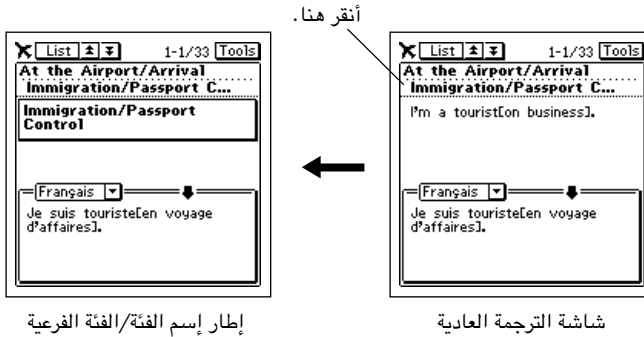 أنقر هنا.
List 1-1/33 Tools
At the Airport/Arrival
Immigration/Passport C...
I'm a tourist[on business].
Français
Je suis touriste[en voyage
d'affaires].
شاشة الترجمة العادية
List 1-1/33 Tools
At the Airport/Arrival
Immigration/Passport C...
Immigration/Passport
Control
Français
Je suis touriste[en voyage
d'affaires].
إطار إسم الفئة/الفئة الفرعية